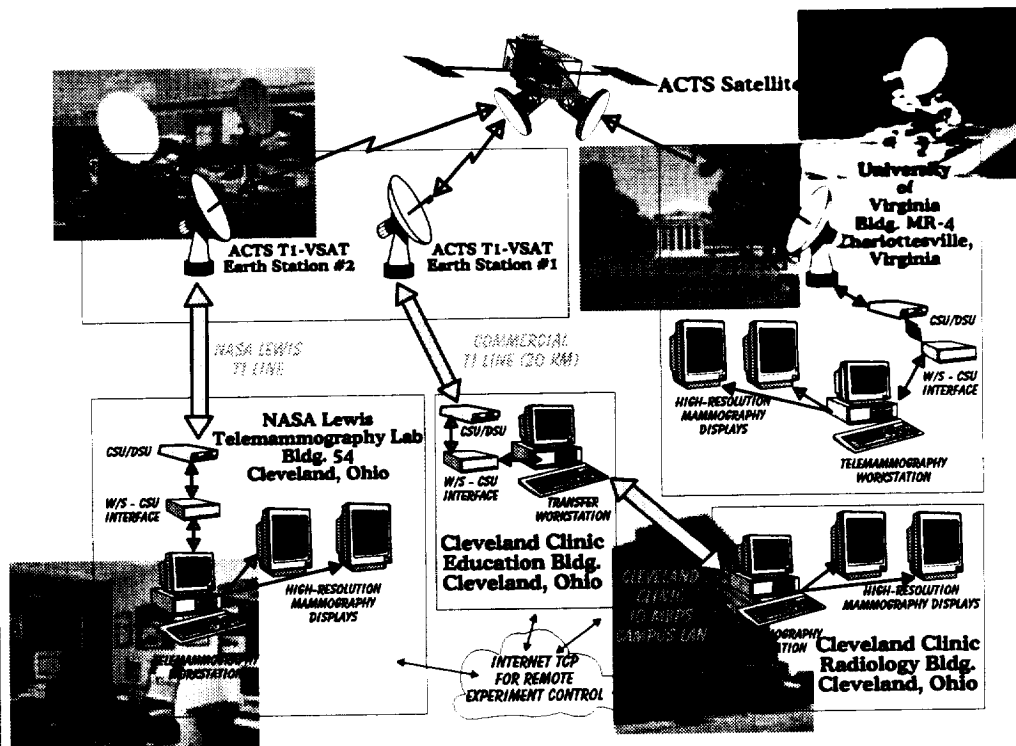 ACTS Satellite
University
of
Virginia
Bldg. MR-4
Charlottesville,
Virginia
ACTS T1-VSAT
Earth Station #2
ACTS T1-VSAT
Earth Station #1
CSU/DSU
W/S - CSU
INTERFACE
NASA LEWIS
T1 LINE
COMMERCIAL
T1 LINE (20 KM)
HIGH-RESOLUTION
MAMMOGRAPHY
DISPLAYS
TELEMAMMOGRAPHY
WORKSTATION
NASA Lewis
Telemammography Lab
Bldg. 54
Cleveland, Ohio
CSU/DSU
W/S - CSU
INTERFACE
HIGH-RESOLUTION
MAMMOGRAPHY
DISPLAYS
TELEMAMMOGRAPHY
WORKSTATION
CSU/DSU
W/S - CSU
INTERFACE
TRANSFER
WORKSTATION
Cleveland Clinic
Education Bldg.
Cleveland, Ohio
CLEVELAND
CLINIC
10 MBPS
CAMPUS LAN
HIGH-RESOLUTION
MAMMOGRAPHY DISPLAYS
Cleveland Clinic
Radiology Bldg.
Cleveland, Ohio
INTERNET TCP
FOR REMOTE
EXPERIMENT CONTROL